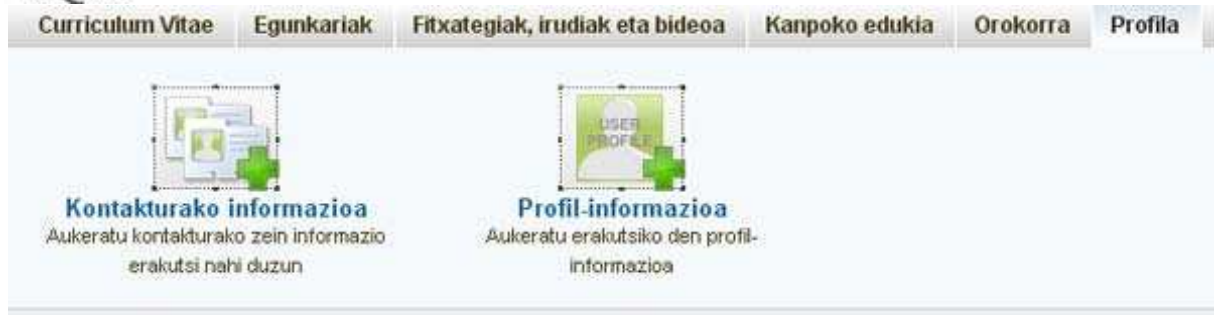 Curriculum Vitae Egunkariak Fitxategiak, irudiak eta bideoa Kanpoko edukia Orokorra Profila
USER
PROFILE
Kontakturako informazioa Profil-informazioa
Aukeratu kontakturako zein informazio Aukeratu erakutsiko den profil-
erakutsi nahi duzun informazioa